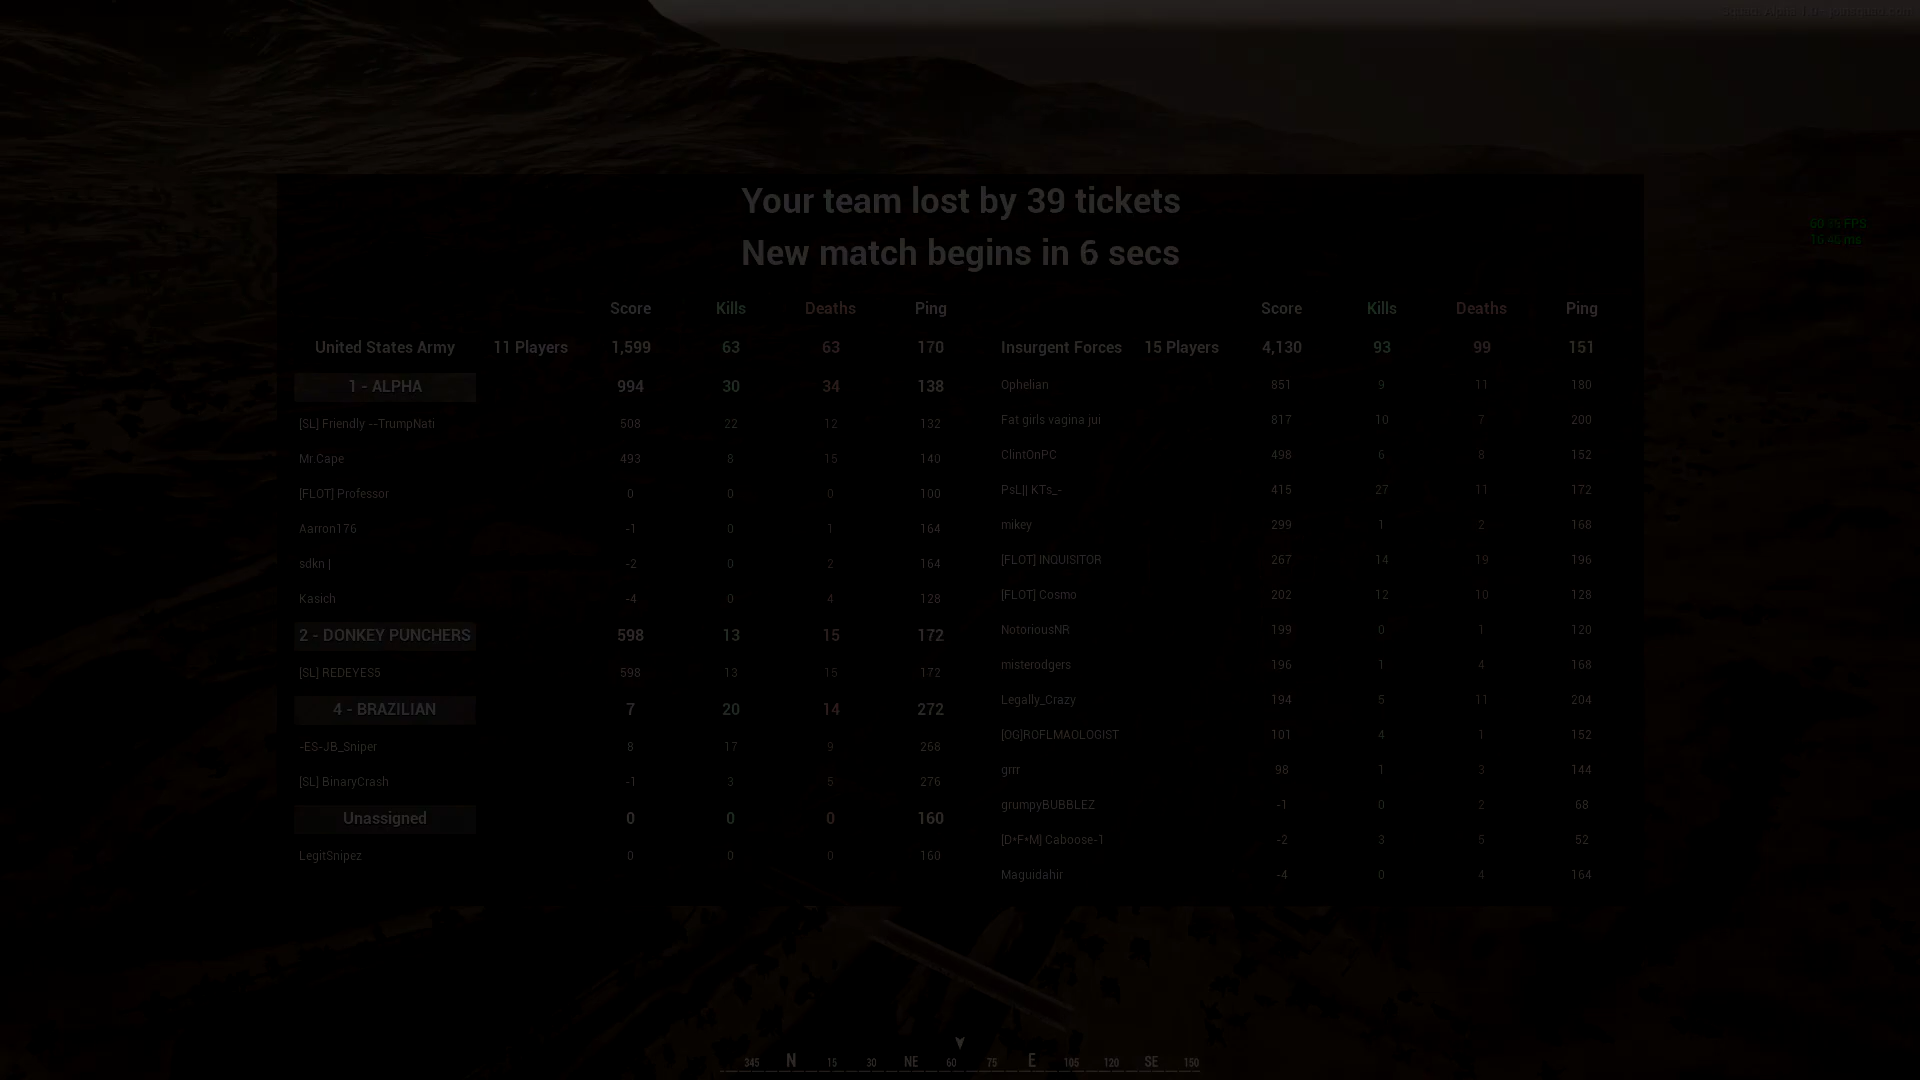 Your team lost by 39 tickets
New match begins in 6 secs
Score Kills Deaths Ping
United States Army 11 Players 1,599 63 63 170
1 - ALPHA 994 30 34 138
[SL] Friendly --TrumpNati 508 22 12 132
Mr.Cape 493 8 15 140
[FLOT] Professor 0 0 0 100
Aarron176 -1 0 1 164
sdkn | -2 0 2 164
Kasich -4 0 4 128
2 - DONKEY PUNCHERS 598 13 15 172
[SL] REDEYES5 598 13 15 172
4 - BRAZILIAN 7 20 14 272
-ES-JB_Sniper 8 17 9 268
[SL] BinaryCrash -1 3 5 276
Unassigned 0 0 0 160
LegitSnipez 0 0 0 160
Score Kills Deaths Ping
Insurgent Forces 15 Players 4,130 93 99 151
Ophelian 851 9 11 180
Fat girls vagina jui 817 10 7 200
ClintOnPC 498 6 8 152
PsL|| KTs_- 415 27 11 172
mikey 299 1 2 168
[FLOT] INQUISITOR 267 14 19 196
[FLOT] Cosmo 202 12 10 128
NotoriousNR 199 0 1 120
misterodgers 196 1 4 168
Legally_Crazy 194 5 11 204
[OG]ROFLMAOLOGIST 101 4 1 152
grrr 98 1 3 144
grumpyBUBBLEZ -1 0 2 68
[D*F*M] Caboose-1 -2 3 5 52
Maguidahir -4 0 4 164
FPS
ms
345 N 15 30 NE 60 75 E 105 120 SE 150